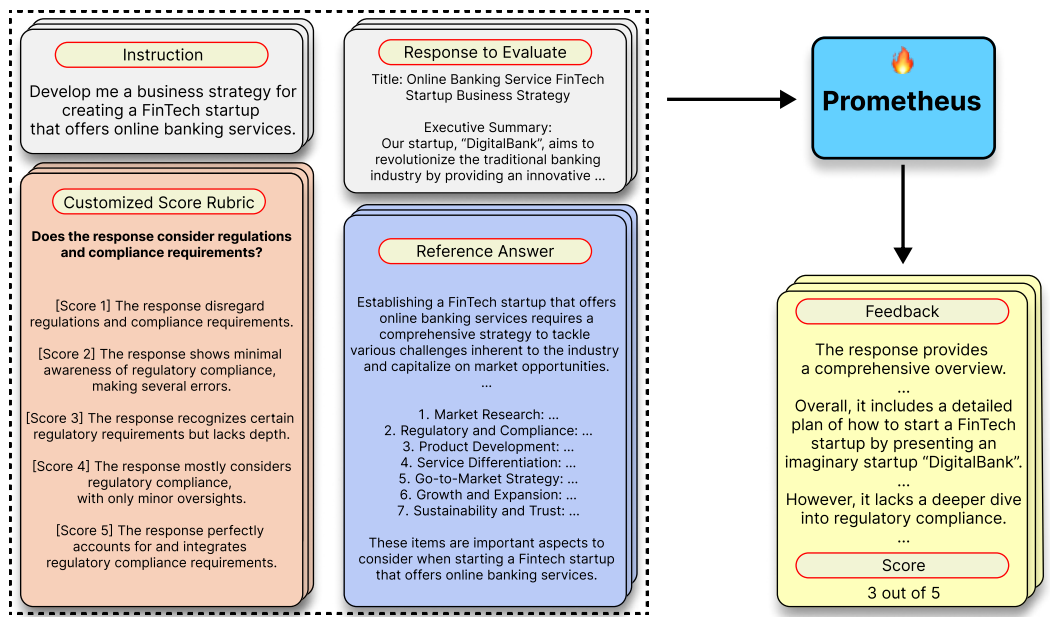 Instruction
Develop me a business strategy for
creating a FinTech startup
that offers online banking services.
Customized Score Rubric
Does the response consider regulations
and compliance requirements?
[Score 1] The response disregard
regulations and compliance requirements.
[Score 2] The response shows minimal
awareness of regulatory compliance,
making several errors.
[Score 3] The response recognizes certain
regulatory requirements but lacks depth.
[Score 4] The response mostly considers
regulatory compliance,
with only minor oversights.
[Score 5] The response perfectly
accounts for and integrates
regulatory compliance requirements.
Response to Evaluate
Title: Online Banking Service FinTech
Startup Business Strategy
Executive Summary:
Our startup, “DigitalBank”, aims to
revolutionize the traditional banking
industry by providing an innovative ...
Reference Answer
Establishing a FinTech startup that offers
online banking services requires a
comprehensive strategy to tackle
various challenges inherent to the industry
and capitalize on market opportunities.
...
1. Market Research: ...
2. Regulatory and Compliance: ...
3. Product Development: ...
4. Service Differentiation: ...
5. Go-to-Market Strategy: ...
6. Growth and Expansion: ...
7. Sustainability and Trust: ...
These items are important aspects to
consider when starting a Fintech startup
that offers online banking services.
Prometheus
Feedback
The response provides
a comprehensive overview.
...
Overall, it includes a detailed
plan of how to start a FinTech
startup by presenting an
imaginary startup “DigitalBank”.
...
However, it lacks a deeper dive
into regulatory compliance.
...
Score
3 out of 5